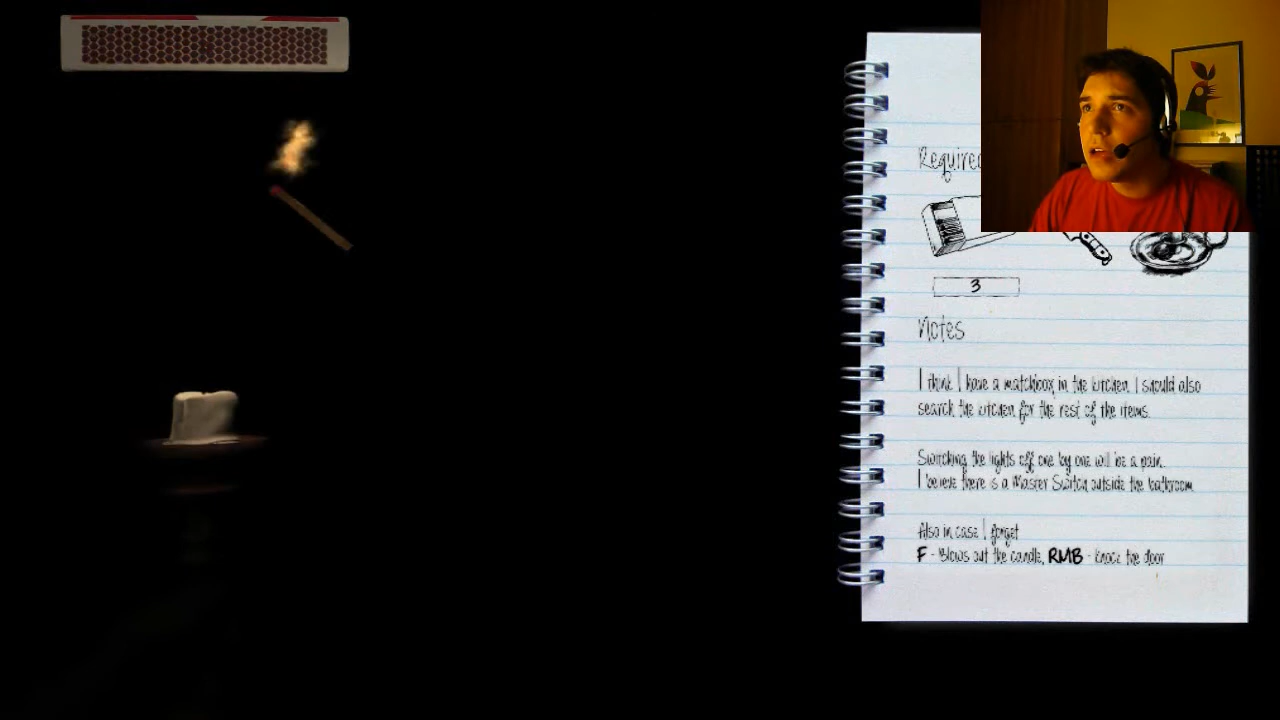 Required
3
Notes
I think I have a matchbox in the kitchen. I should also
search the kitchen for the rest of the items.
Switching the lights off one by one will be a pain.
I believe there is a Master Switch outside the bathroom.
Also in case I forget
F - Blows out the candle, RMB - knock the door